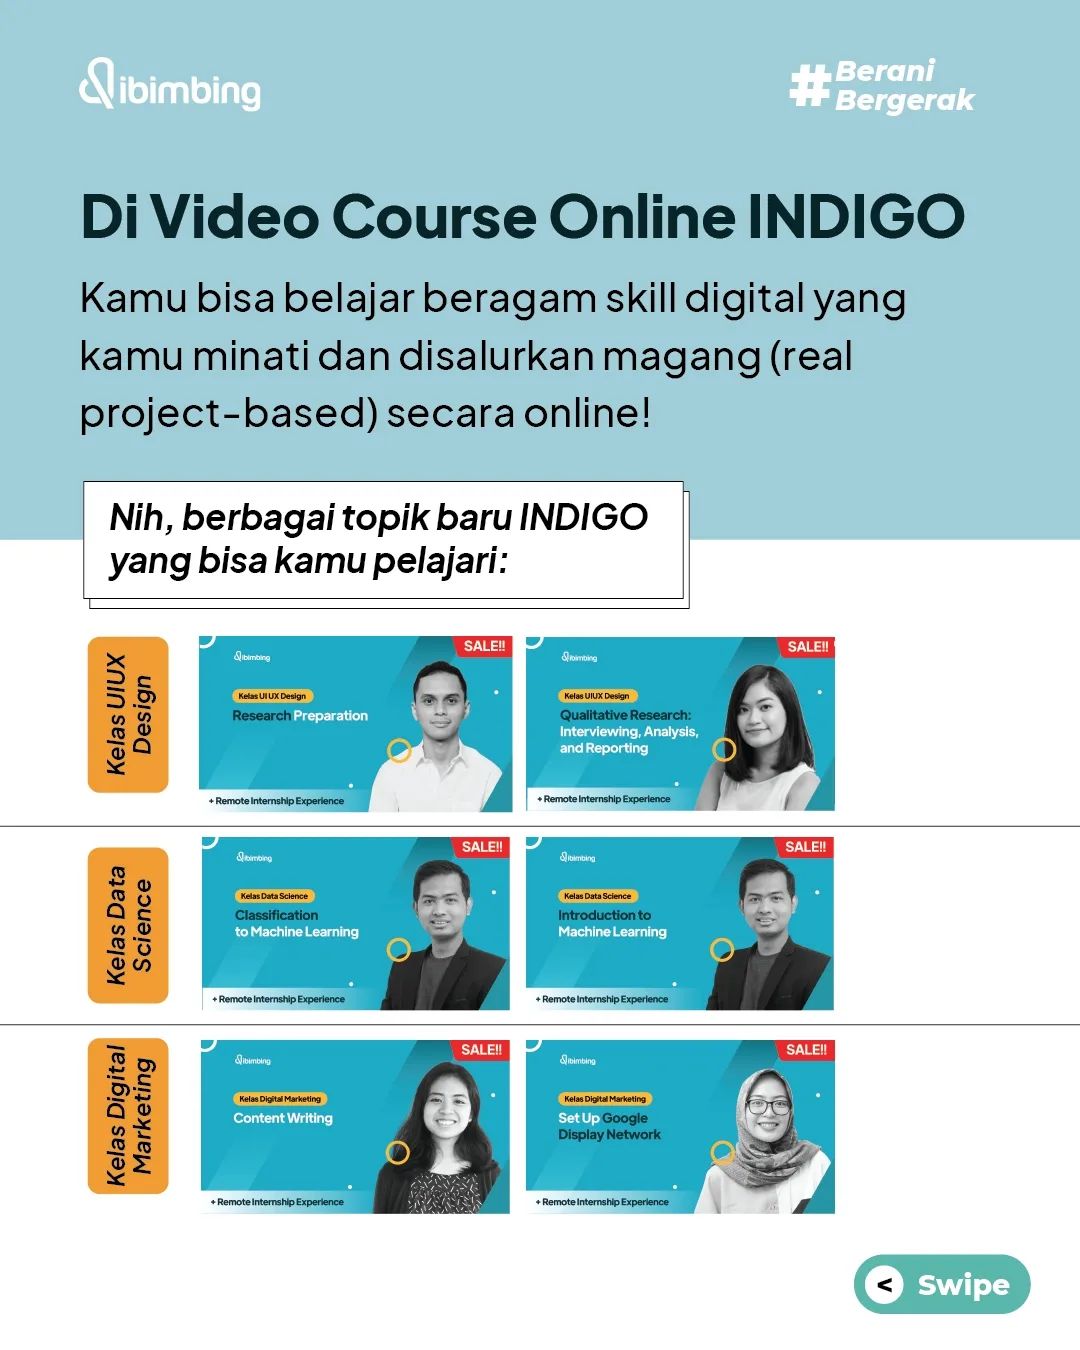 ibimbing
#Berani
Bergerak
Di Video Course Online INDIGO
Kamu bisa belajar beragam skill digital yang
kamu minati dan disalurkan magang (real
project-based) secara online!
Nih, berbagai topik baru INDIGO
yang bisa kamu pelajari:
Kelas UIUX
Design
SALE!!
ibimbing
Kelas UI UX Design
Research Preparation
+ Remote Internship Experience
SALE!!
ibimbing
Kelas UIUX Design
Qualitative Research:
Interviewing, Analysis,
and Reporting
+ Remote Internship Experience
Kelas Data
Science
SALE!!
ibimbing
Kelas Data Science
Classification
to Machine Learning
+ Remote Internship Experience
SALE!!
ibimbing
Kelas Data Science
Introduction to
Machine Learning
+ Remote Internship Experience
Kelas Digital
Marketing
SALE!!
ibimbing
Kelas Digital Marketing
Content Writing
+ Remote Internship Experience
SALE!!
ibimbing
Kelas Digital Marketing
Set Up Google
Display Network
+ Remote Internship Experience
< Swipe